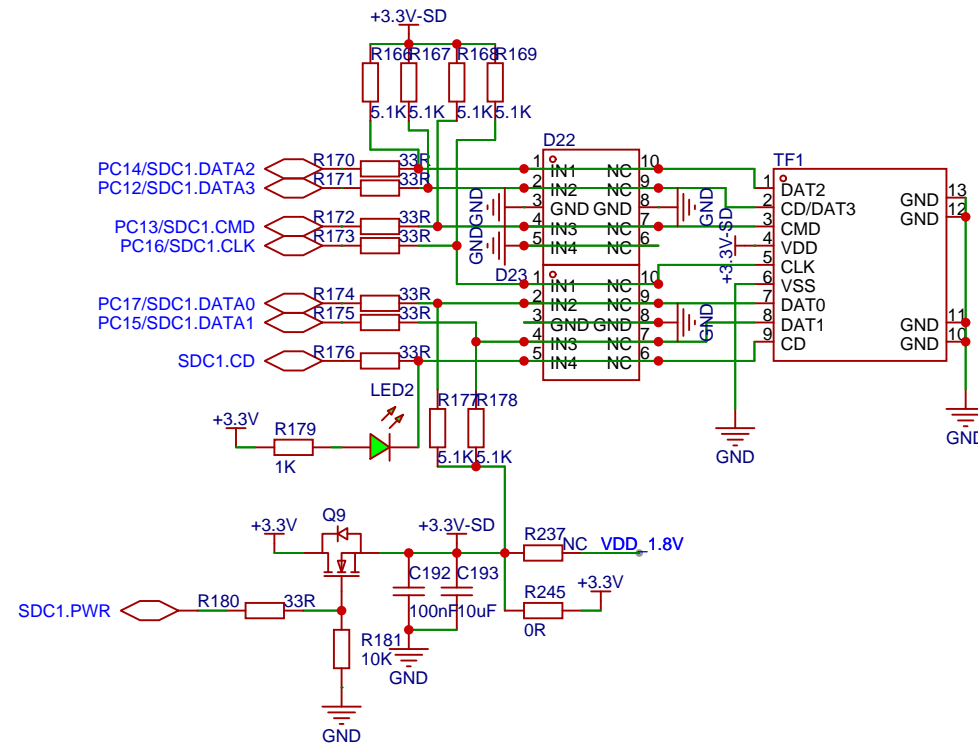 +3.3V-SD
R166 R167 R168 R169
5.1K 5.1K 5.1K 5.1K
D22
TF1
PC14/SDC1.DATA2 R170 33R 1 IN1 NC 10
PC12/SDC1.DATA3 R171 33R 2 IN2 NC 9
3 GND GND 8
PC13/SDC1.CMD R172 33R 4 IN3 NC 7
PC16/SDC1.CLK R173 33R 5 IN4 NC 6
GND GND GND
D23
1 IN1 NC 10
PC17/SDC1.DATA0 R174 33R 2 IN2 NC 9
PC15/SDC1.DATA1 R175 33R 3 GND GND 8
4 IN3 NC 7
SDC1.CD R176 33R 5 IN4 NC 6
GND
+3.3V-SD
1 DAT2
2 CD/DAT3
3 CMD
4 VDD
5 CLK
6 VSS
7 DAT0
8 DAT1
9 CD
GND 13
GND 12
GND 11
GND 10
GND
GND
LED2
+3.3V R179 1K
R177 R178
5.1K 5.1K
Q9
+3.3V +3.3V-SD
R237 NC VDD_1.8V
C192 C193
100nF 10uF
R245 +3.3V
0R
SDC1.PWR R180 33R
R181
10K
GND
GND